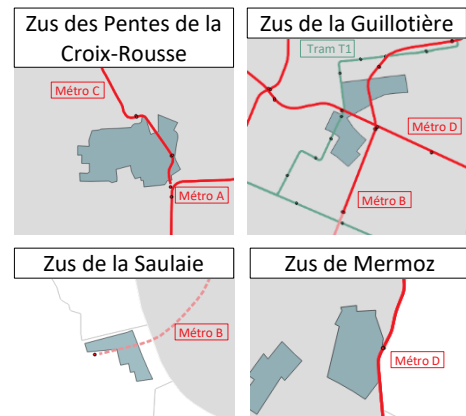 Zus des Pentes de la
Croix-Rousse
Métro C
Métro A
Zus de la Guillotière
Tram T1
Métro D
Métro B
Zus de la Saulaie
Métro B
Zus de Mermoz
Métro D